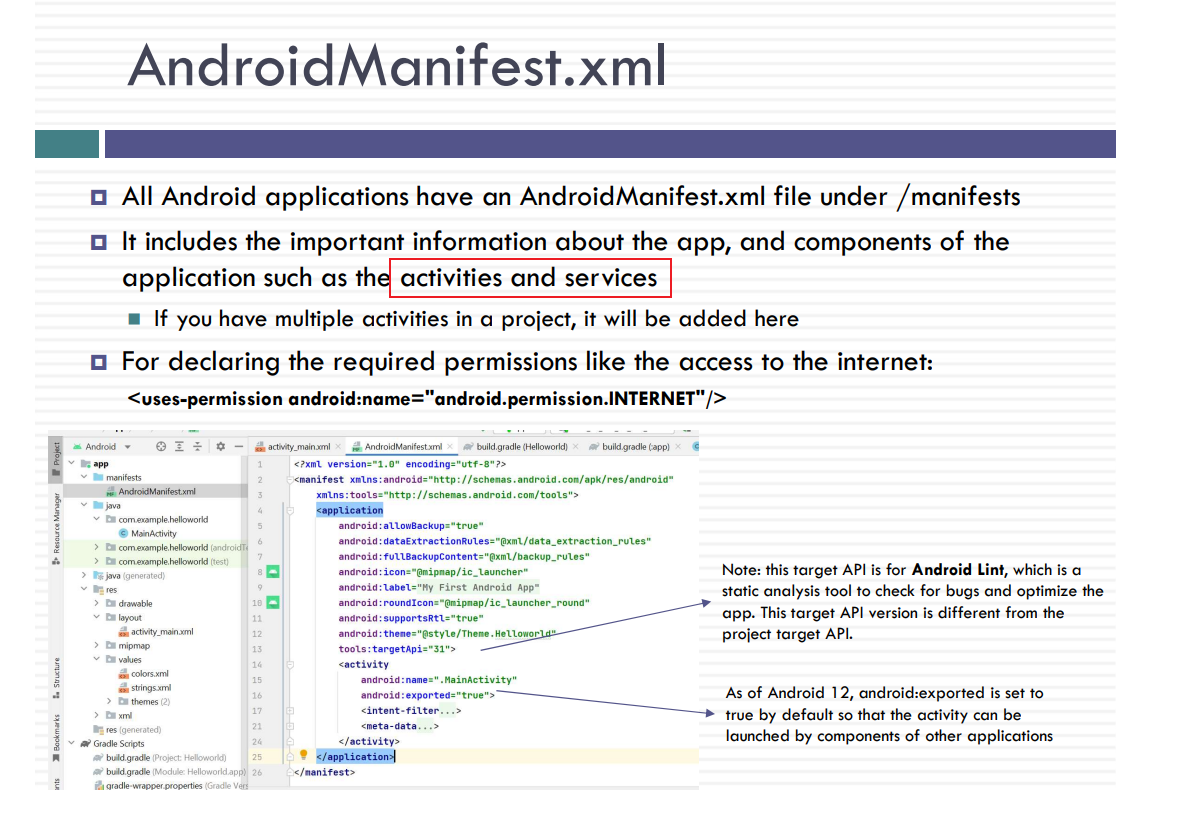 AndroidManifest.xml
All Android applications have an AndroidManifest.xml file under /manifests
It includes the important information about the app, and components of the
application such as the activities and services
If you have multiple activities in a project, it will be added here
For declaring the required permissions like the access to the internet:
<uses-permission android:name="android.permission.INTERNET"/>
Project
Resource Manager
Structure
Bookmarks
Android
app
manifests
AndroidManifest.xml
java
com.example.helloworld
MainActivity
com.example.helloworld
com.example.helloworld (test)
java (generated)
res
drawable
layout
activity_main.xml
mipmap
values
colors.xml
strings.xml
themes (2)
xml
res (generated)
Gradle Scripts
build.gradle (Project: Helloworld)
build.gradle (Module: Helloworld.app)
gradle-wrapper.properties (Gradle
activity_main.xml
AndroidManifest.xml
build.gradle (Helloworld)
build.gradle (:app)
1 <?xml version="1.0" encoding="utf-8"?>
2 <manifest xmlns:android="http://schemas.android.com/apk/res/android"
3 xmlns:tools="http://schemas.android.com/tools">
4 <application
5 android:allowBackup="true"
6 android:dataExtractionRules="@xml/data_extraction_rules"
7 android:fullBackupContent="@xml/backup_rules"
8 android:icon="@mipmap/ic_launcher"
9 android:label="My First Android App"
10 android:roundIcon="@mipmap/ic_launcher_round"
11 android:supportsRtl="true"
12 android:theme="@style/Theme.Helloworld"
13 tools:targetApi="31">
14 <activity
15 android:name=".MainActivity"
16 android:exported="true">
17 <intent-filter...>
21 <meta-data...>
24 </activity>
25 </application>
26 </manifest>
Note: this target API is for Android Lint, which is a
static analysis tool to check for bugs and optimize the
app. This target API version is different from the
project target API.
As of Android 12, android:exported is set to
true by default so that the activity can be
launched by components of other applications